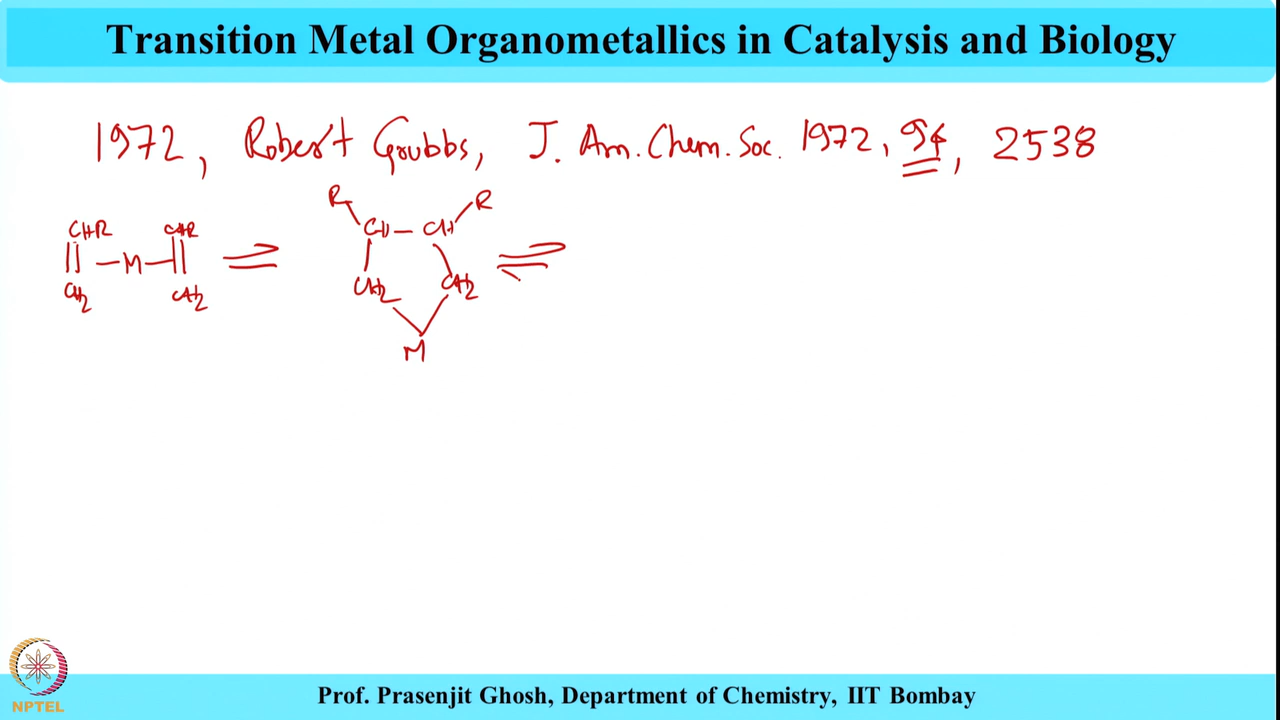 Transition Metal Organometallics in Catalysis and Biology
1972, Robert Grubbs, J. Am. Chem. Soc. 1972, 94, 2538
R R
CHR CHR CH – CH
– M –
CH2 CH2 CH2 CH2
M
Prof. Prasenjit Ghosh, Department of Chemistry, IIT Bombay
NPTEL